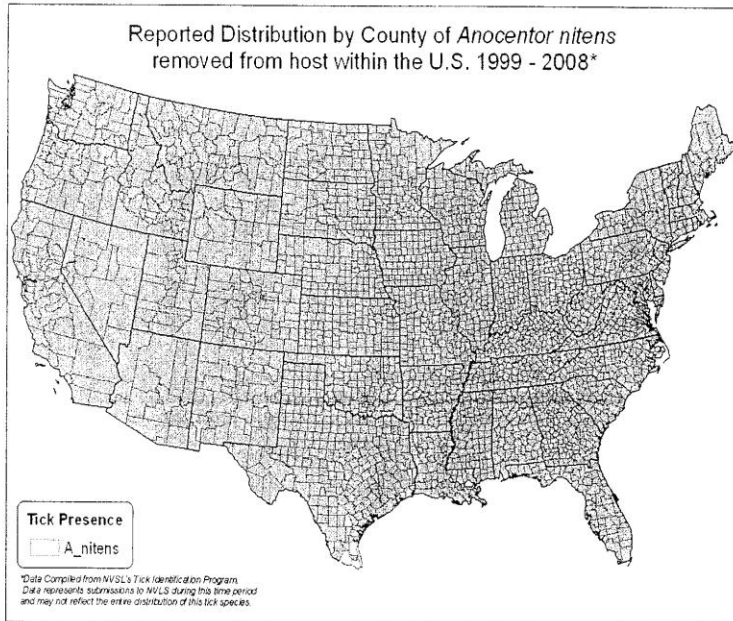 Reported Distribution by County of Anocentor nitens
removed from host within the U.S. 1999 - 2008*
Tick Presence
A_nitens
*Data Compiled from NVSL's Tick Identification Program.
Data represents submissions to NVLS during this time period
and may not reflect the entire distribution of this tick species.